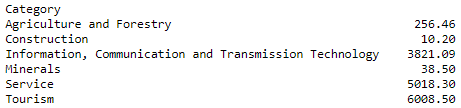 Category
Agriculture and Forestry 256.46
Construction 10.20
Information, Communication and Transmission Technology 3821.09
Minerals 38.50
Service 5018.30
Tourism 6008.50